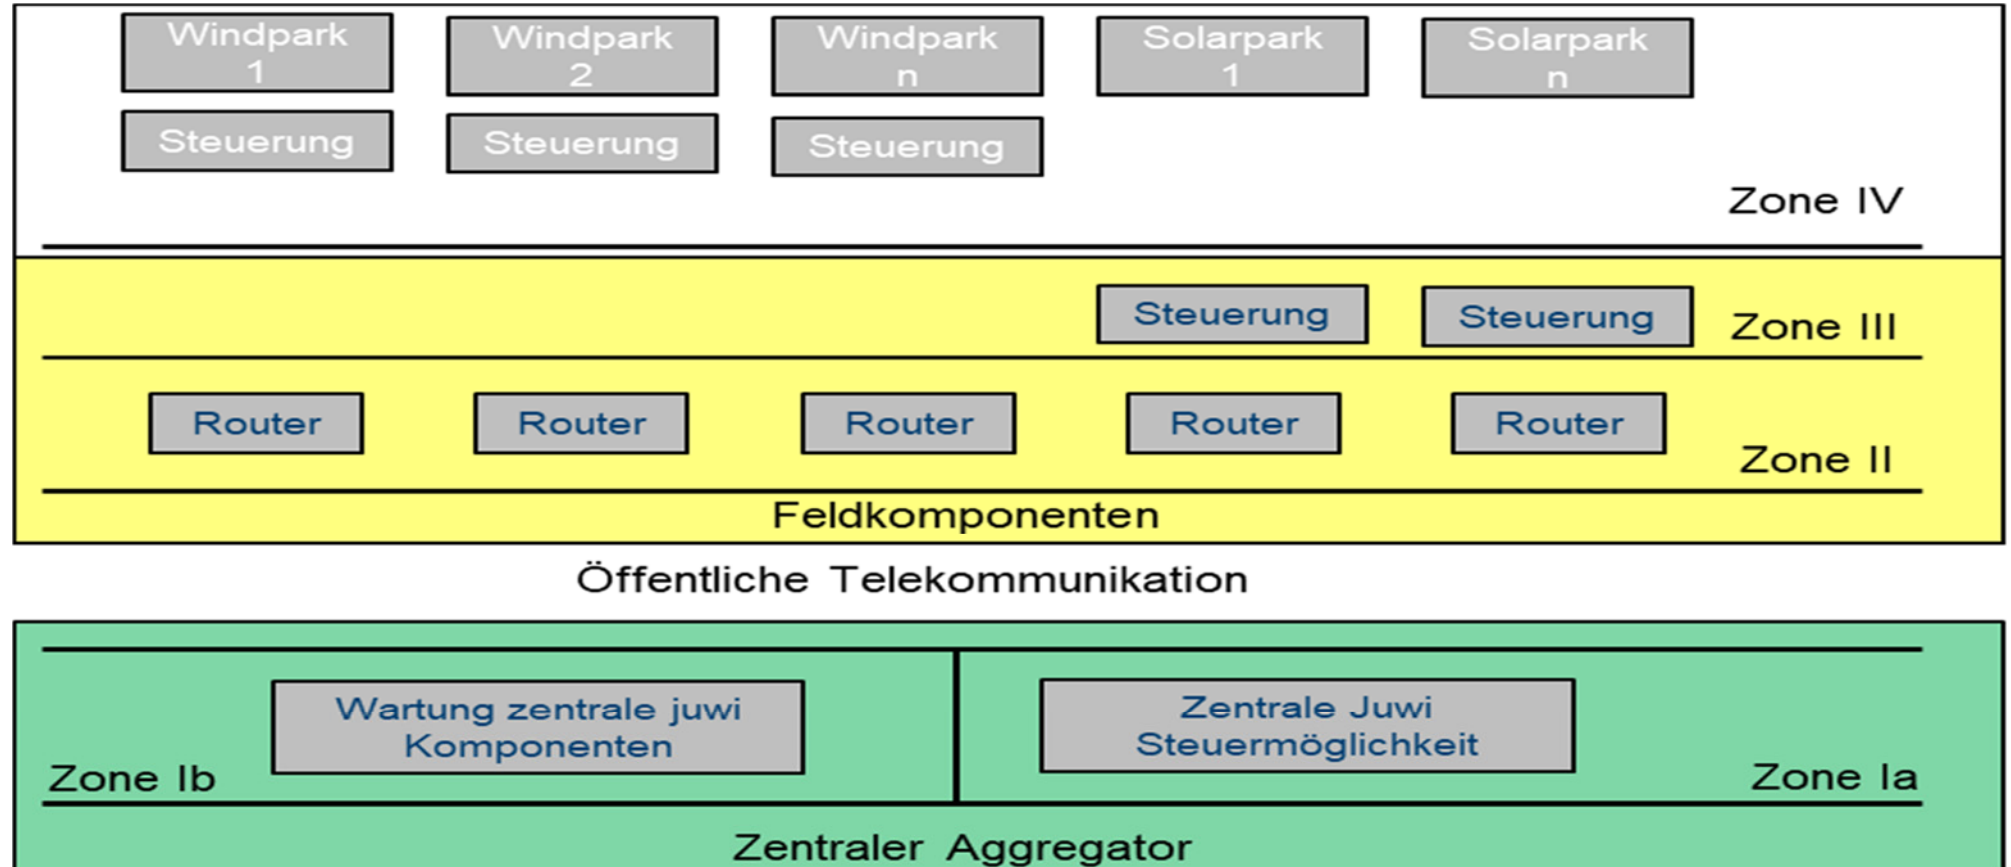 Windpark
1
Windpark
2
Windpark
n
Solarpark
1
Solarpark
n
Steuerung
Steuerung
Steuerung
Zone IV
Steuerung
Steuerung
Zone III
Router
Router
Router
Router
Router
Zone II
Feldkomponenten
Öffentliche Telekommunikation
Wartung zentrale juwi
Komponenten
Zentrale Juwi
Steuermöglichkeit
Zone Ib
Zone Ia
Zentraler Aggregator